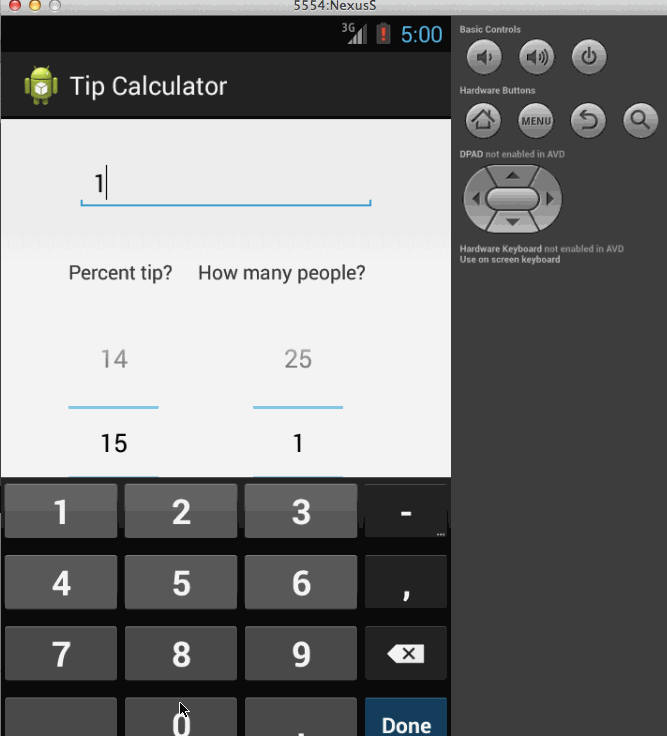 5554:NexusS
3G 5:00
Tip Calculator
1
Percent tip? How many people?
14 25
15 1
1 2 3 -
...
4 5 6 ,
7 8 9
0 .
Done
Basic Controls
Hardware Buttons
MENU
DPAD not enabled in AVD
Hardware Keyboard not enabled in AVD
Use on screen keyboard